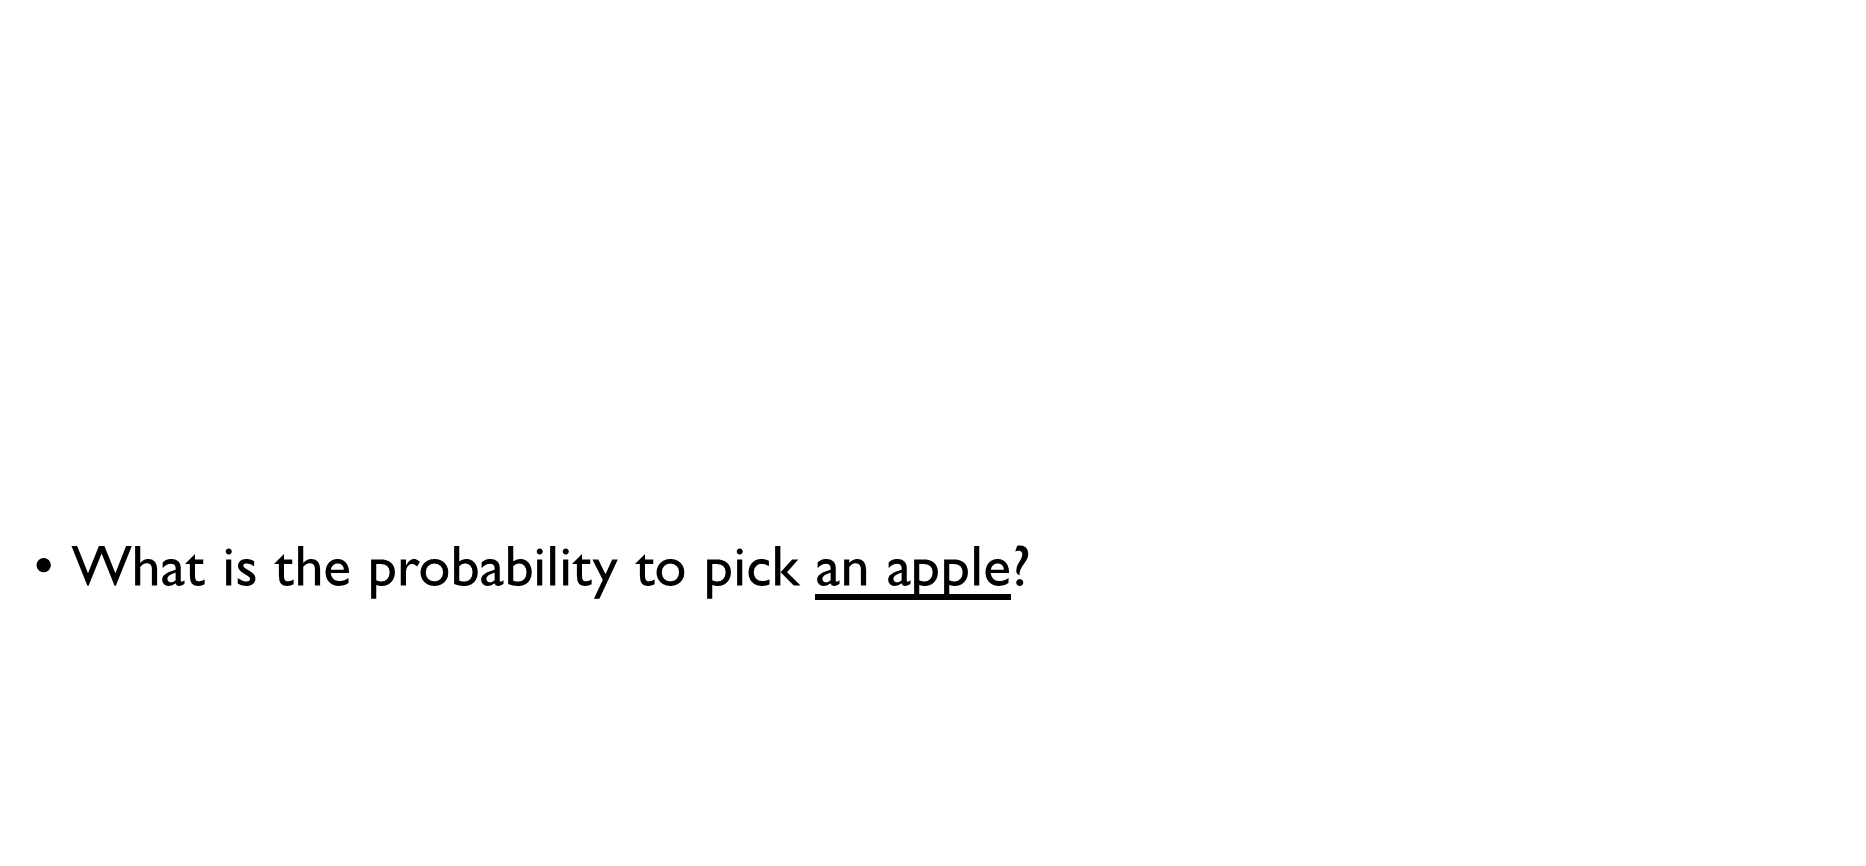 • What is the probability to pick an apple?